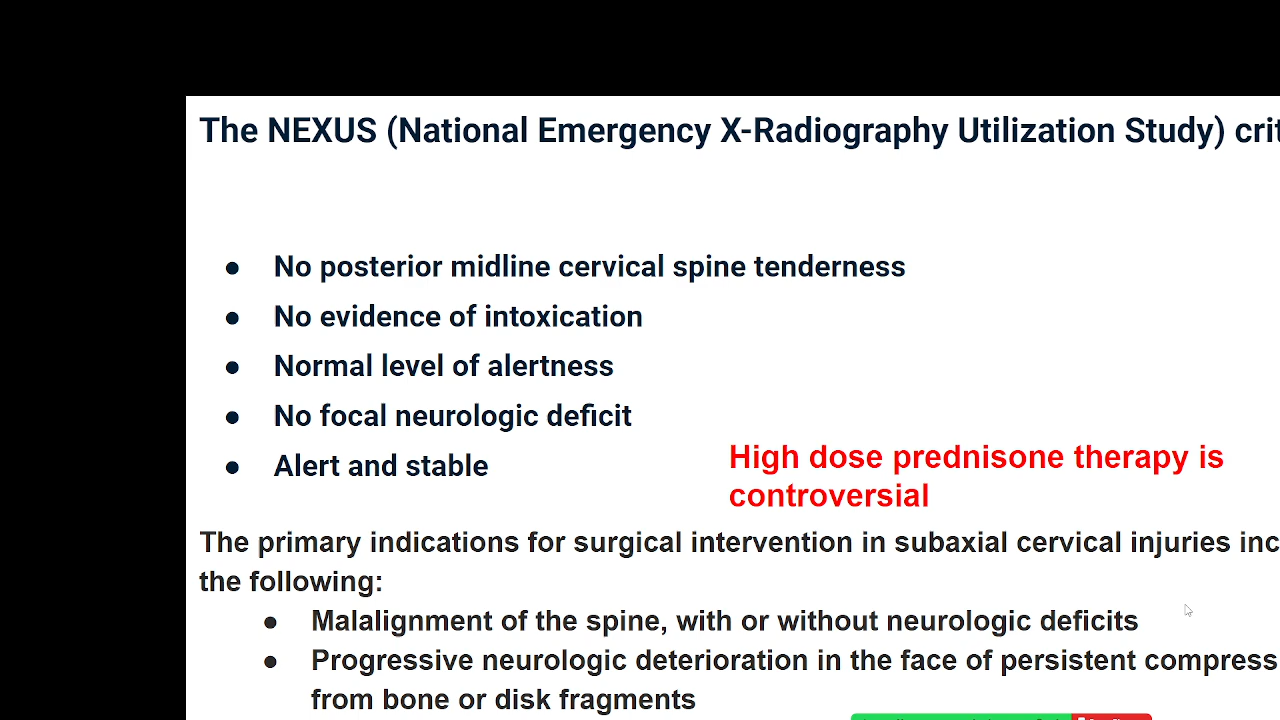 The NEXUS (National Emergency X-Radiography Utilization Study)
● No posterior midline cervical spine tenderness
● No evidence of intoxication
● Normal level of alertness
● No focal neurologic deficit
● Alert and stable
High dose prednisone therapy is
controversial
The primary indications for surgical intervention in subaxial cervical injuries
the following:
● Malalignment of the spine, with or without neurologic deficits
● Progressive neurologic deterioration in the face of persistent
from bone or disk fragments